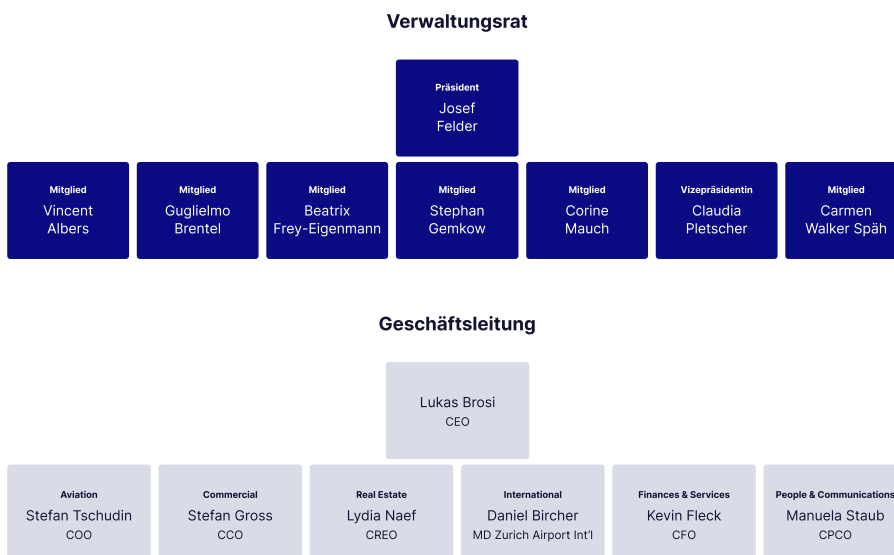 Verwaltungsrat
Präsident
Josef
Felder
Mitglied
Vincent
Albers
Mitglied
Guglielmo
Brentel
Mitglied
Beatrix
Frey-Eigenmann
Mitglied
Stephan
Gemkow
Mitglied
Corine
Mauch
Vizepräsidentin
Claudia
Pletscher
Mitglied
Carmen
Walker Späh
Geschäftsleitung
Lukas Brosi
CEO
Aviation
Stefan Tschudin
COO
Commercial
Stefan Gross
CCO
Real Estate
Lydia Naef
CREO
International
Daniel Bircher
MD Zurich Airport Int’l
Finances & Services
Kevin Fleck
CFO
People & Communications
Manuela Staub
CPCO